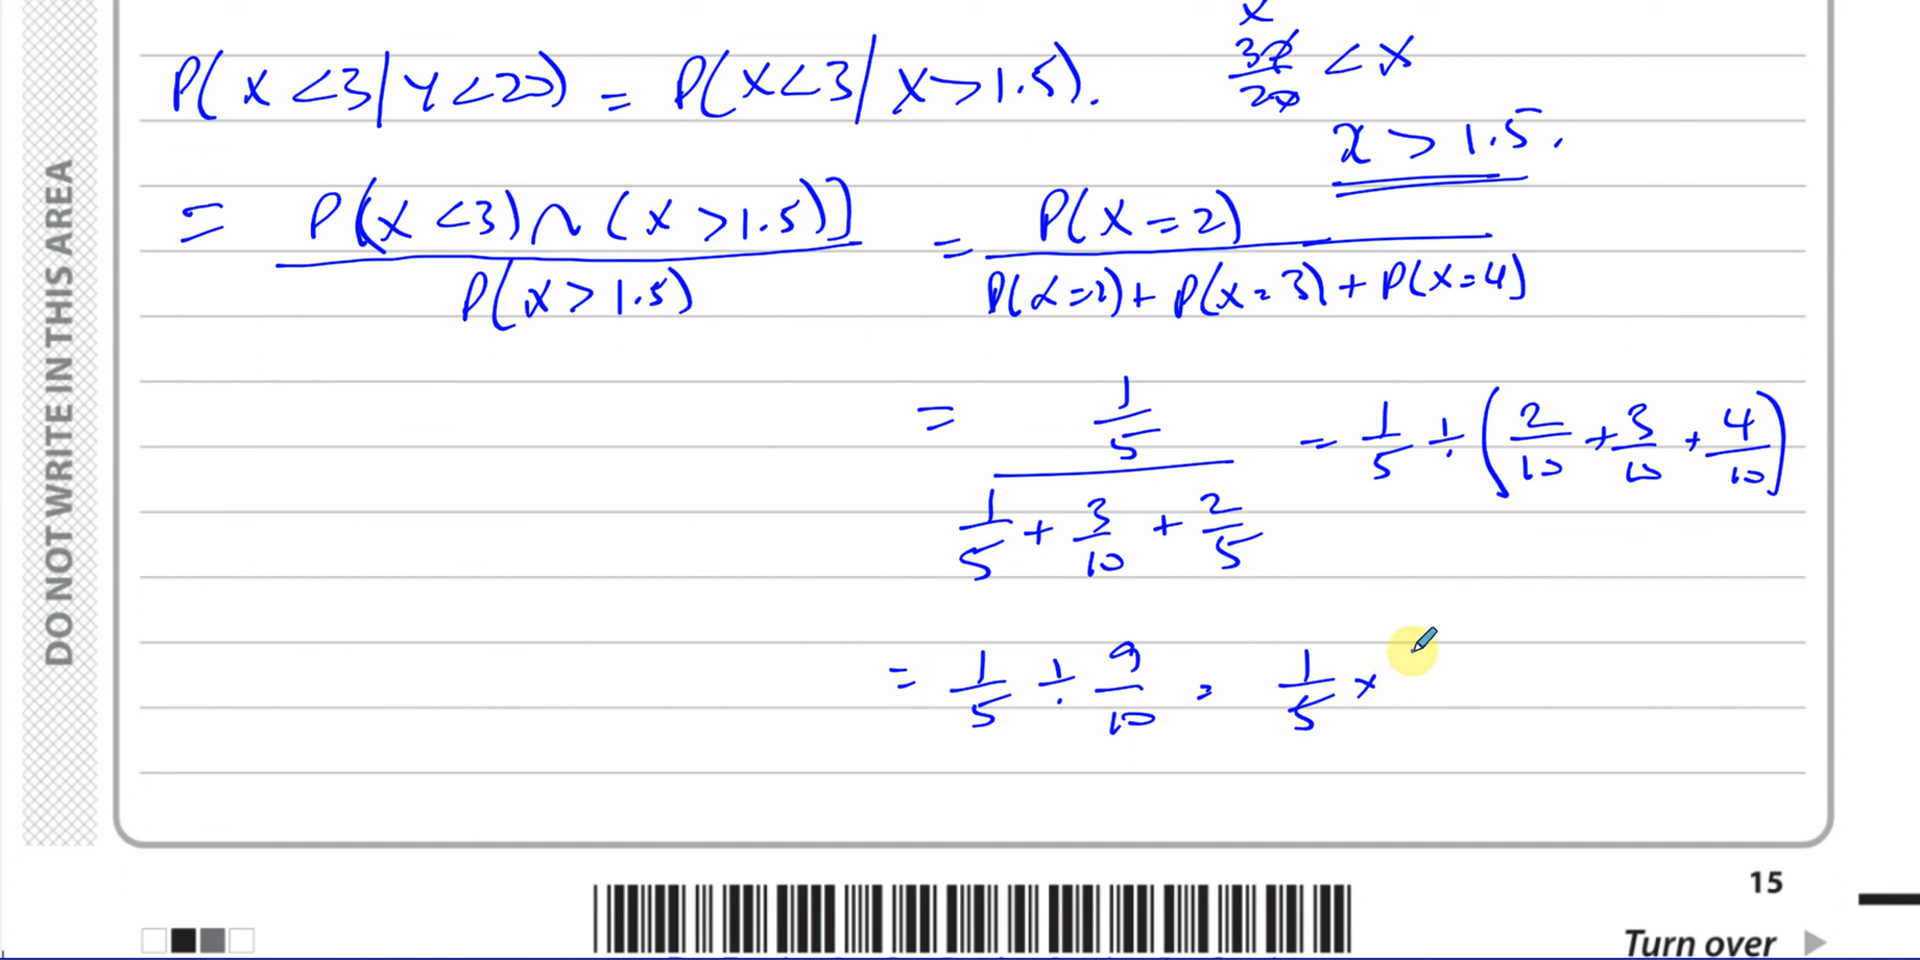 DO NOT WRITE IN THIS AREA
x
30/20 < x
P(X<3/Y<20) = P(X<3/X>1.5).
x > 1.5.
= P[(X<3)∩(X>1.5)] / P(X>1.5) = P(X=2) / P(X=2)+P(X=3)+P(X=4)
= 1/5 / 1/5 + 3/10 + 2/5 = 1/5 ÷ (2/10 + 3/10 + 4/10)
= 1/5 ÷ 9/10 = 1/5 ×
15
Turn over